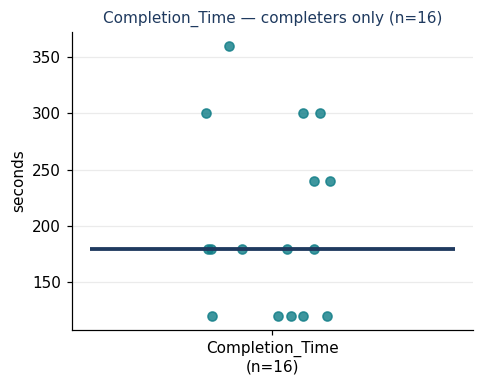 Completion_Time — completers only (n=16)
350
300
250
200
150
seconds
Completion_Time
(n=16)